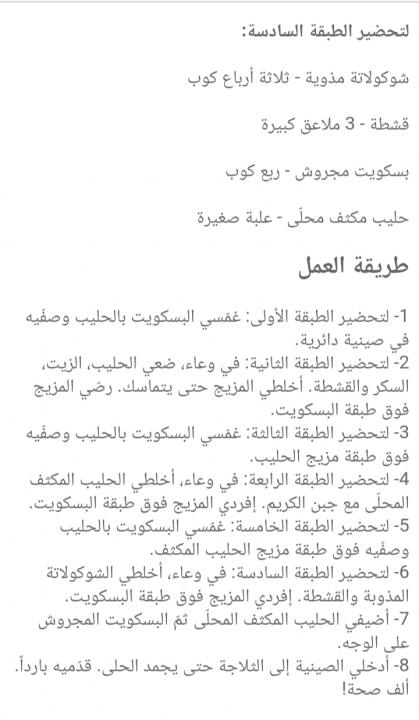 لتحضير الطبقة السادسة:
شوكولاتة مذوبة - ثلاثة أرباع كوب
قشطة - 3 ملاعق كبيرة
بسكويت مجروش - ربع كوب
حليب مكثف محلّى - علبة صغيرة
طريقة العمل
1- لتحضير الطبقة الأولى: غمّسي البسكويت بالحليب وصفّيه
في صينية دائرية.
2- لتحضير الطبقة الثانية: في وعاء، ضعي الحليب، الزيت،
السكر والقشطة. أخلطي المزيج حتى يتماسك. رصّي المزيج
فوق طبقة البسكويت.
3- لتحضير الطبقة الثالثة: غمّسي البسكويت بالحليب وصفّيه
فوق طبقة مزيج الحليب.
4- لتحضير الطبقة الرابعة: في وعاء، أخلطي الحليب المكثف
المحلّى مع جبن الكريم. إفردي المزيج فوق طبقة البسكويت.
5- لتحضير الطبقة الخامسة: غمّسي البسكويت بالحليب
وصفّيه فوق طبقة مزيج الحليب المكثف.
6- لتحضير الطبقة السادسة: في وعاء، أخلطي الشوكولاتة
المذوبة والقشطة. إفردي المزيج فوق طبقة البسكويت.
7- أضيفي الحليب المكثف المحلّى ثمّ البسكويت المجروش
على الوجه.
8- أدخلي الصينية إلى الثلاجة حتى يجمد الحلى. قدّميه بارداً.
ألف صحة!